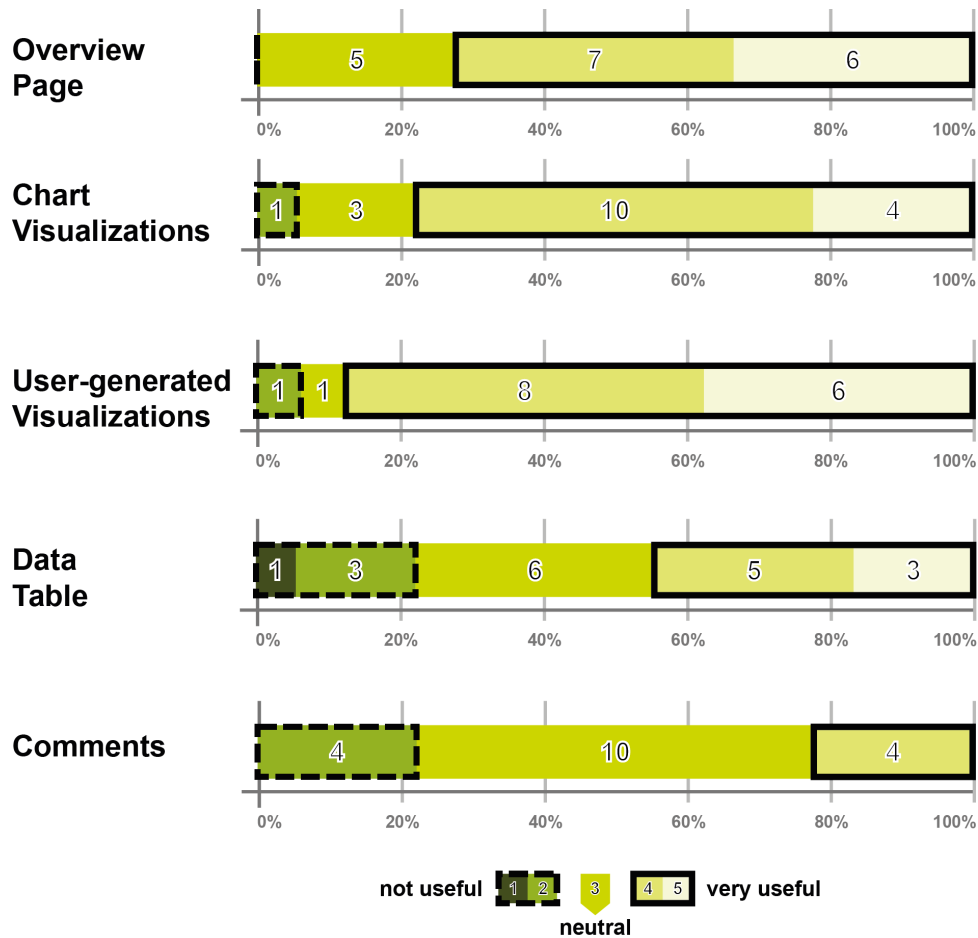 Overview
Page
5 7 6
0% 20% 40% 60% 80% 100%
Chart
Visualizations
1 3 10 4
0% 20% 40% 60% 80% 100%
User-generated
Visualizations
1 1 8 6
0% 20% 40% 60% 80% 100%
Data
Table
1 3 6 5 3
0% 20% 40% 60% 80% 100%
Comments
4 10 4
0% 20% 40% 60% 80% 100%
not useful 1 2 3 4 5 very useful
neutral